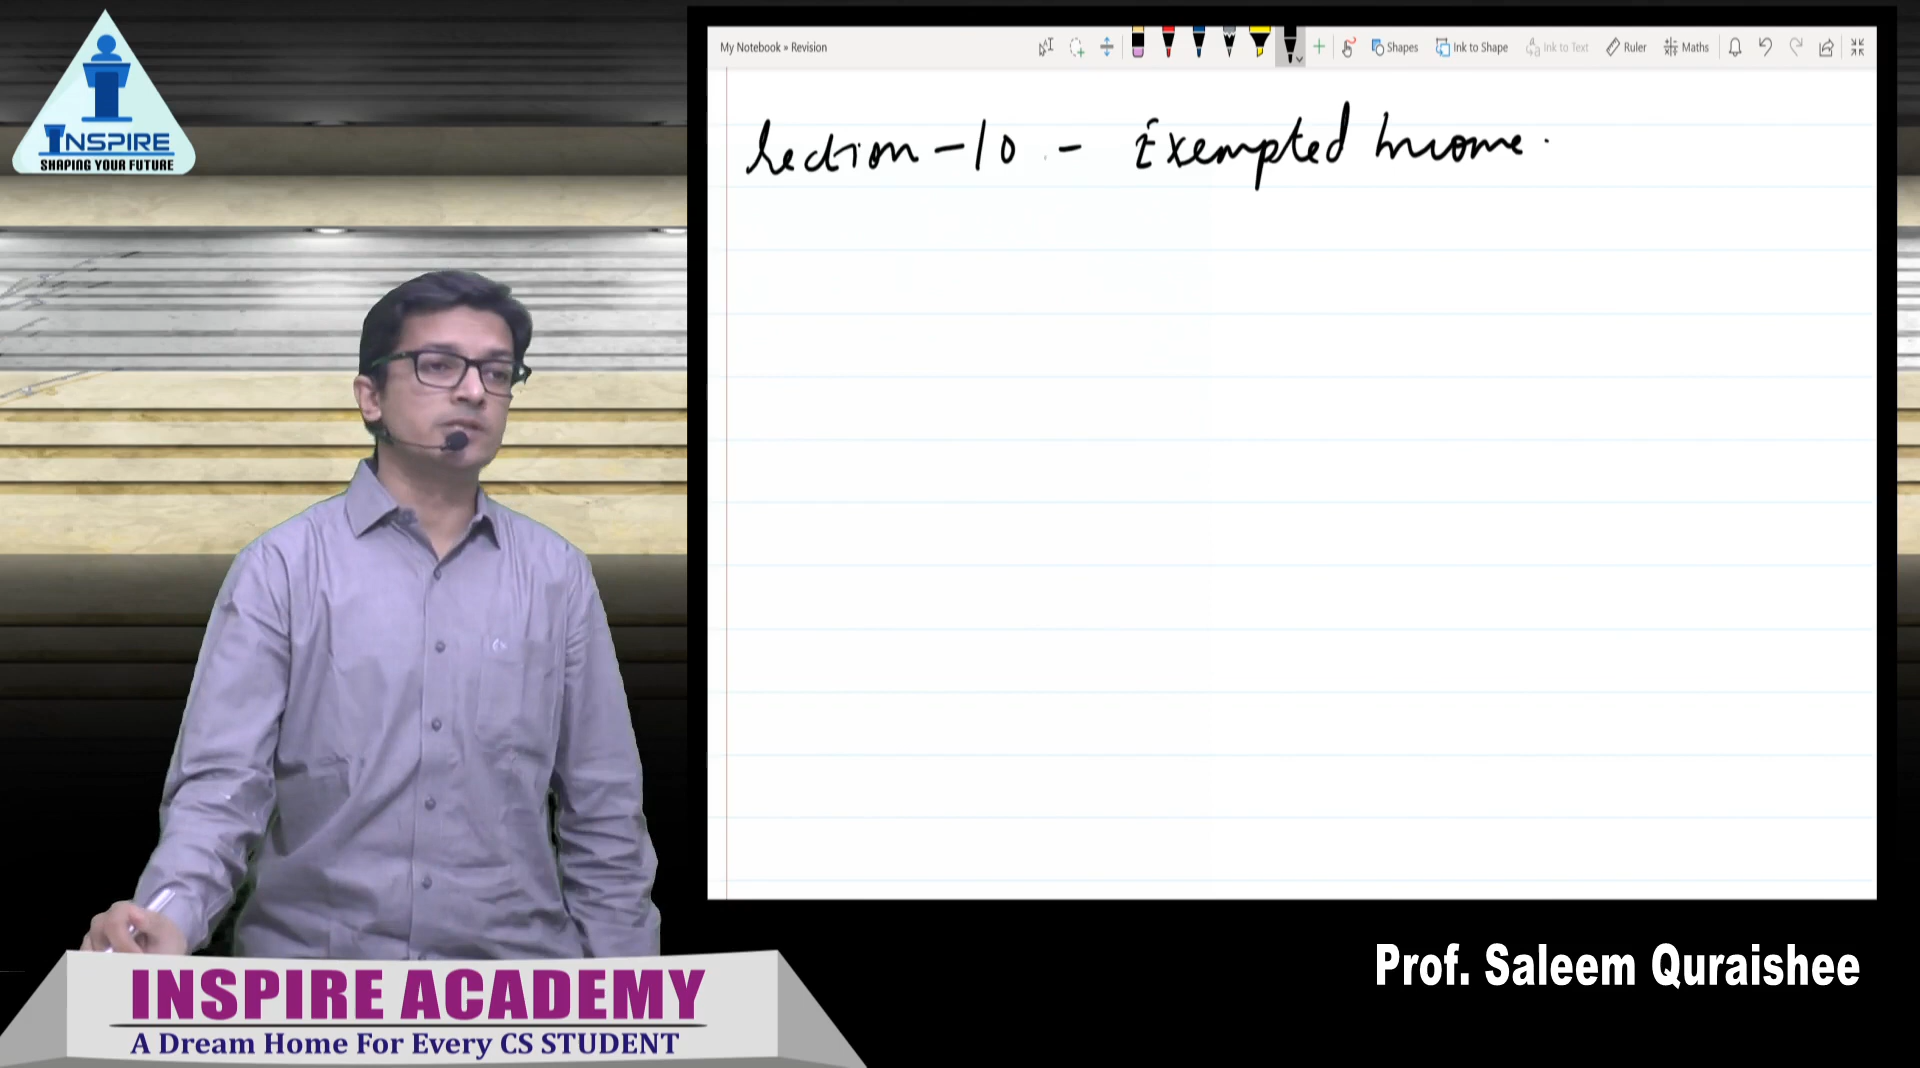 INSPIRE
SHAPING YOUR FUTURE
My Notebook » Revision
Shapes
Ink to Shape
Ink to Text
Ruler
Maths
Section - 10 - Exempted Income.
INSPIRE ACADEMY
A Dream Home For Every CS STUDENT
Prof. Saleem Quraishee